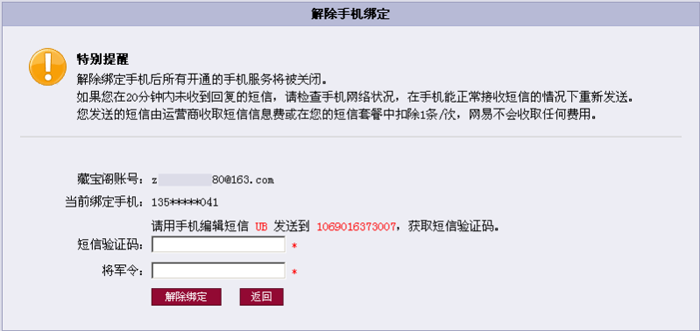 解除手机绑定
特别提醒
解除绑定手机后所有开通的手机服务将被关闭。
如果您在20分钟内未收到回复的短信，请检查手机网络状况，在手机能正常接收短信的情况下重新发送。
您发送的短信由运营商收取短信信息费或在您的短信套餐中扣除1条/次，网易不会收取任何费用。
藏宝阁账号：z 80@163.com
当前绑定手机：135*****041
请用手机编辑短信 UB 发送到 1069016373007，获取短信验证码。
短信验证码： *
将军令： *
解除绑定 返回